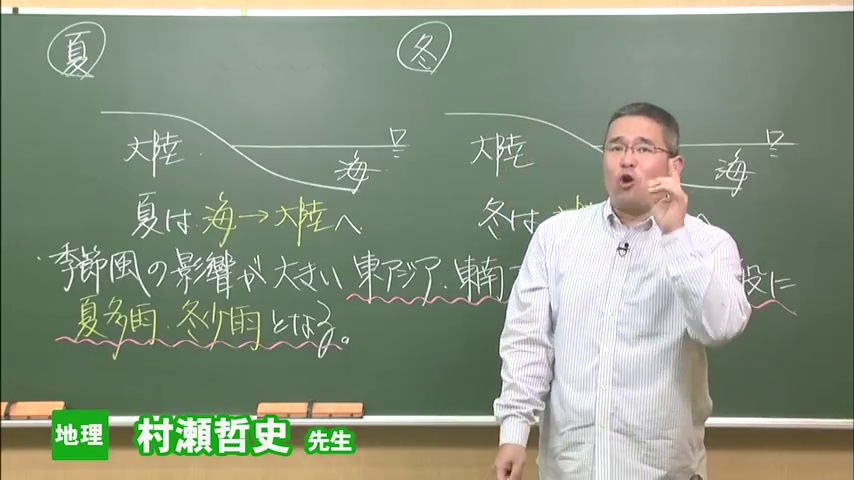 夏
冬
大陸
海
大陸
海
夏は 海→大陸へ
冬は
季節風の影響が大きい東アジア・東南
に
夏多雨・冬少雨となる。
地理 村瀬哲史 先生